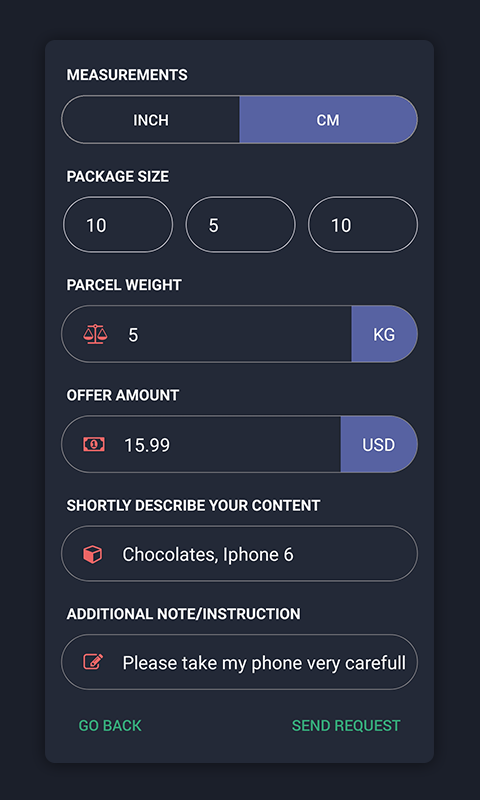 MEASUREMENTS
INCH CM
PACKAGE SIZE
10 5 10
PARCEL WEIGHT
5 KG
OFFER AMOUNT
15.99 USD
SHORTLY DESCRIBE YOUR CONTENT
Chocolates, Iphone 6
ADDITIONAL NOTE/INSTRUCTION
Please take my phone very carefull
GO BACK SEND REQUEST